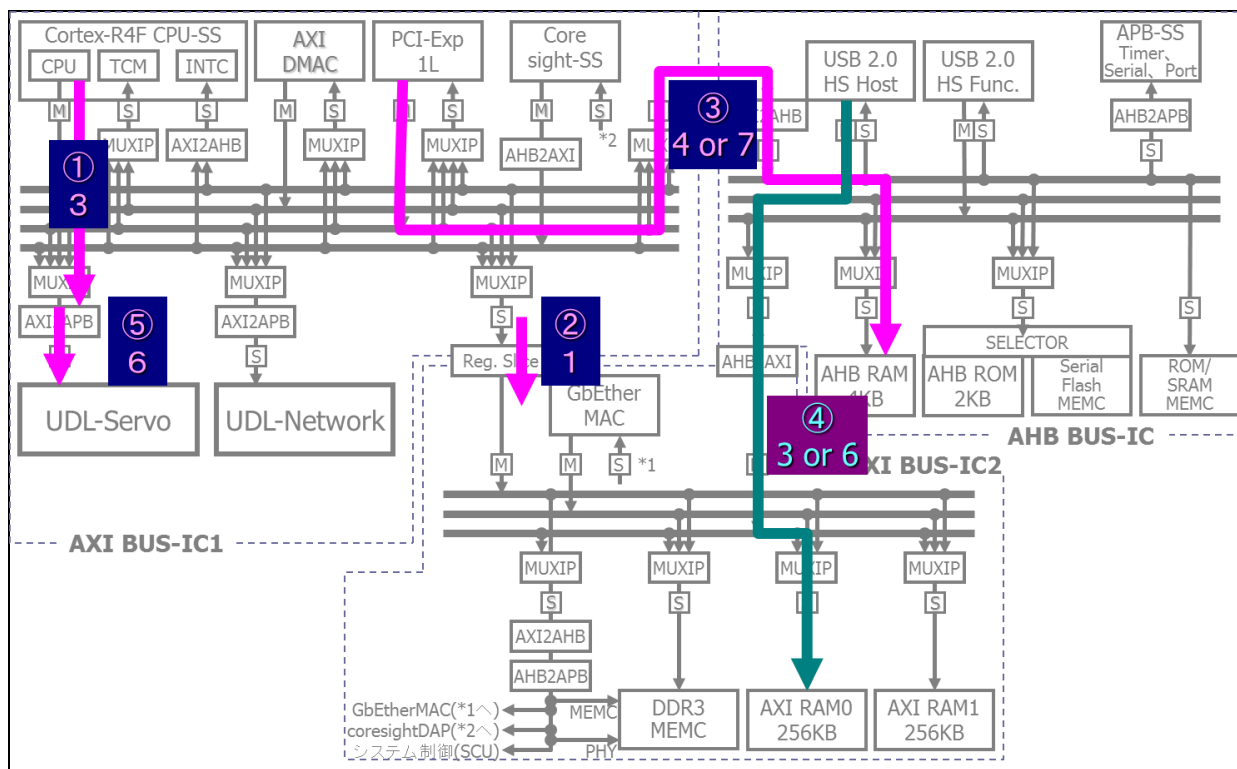 Cortex-R4F CPU-SS
CPU
TCM
INTC
M
S
S
MUXIP
AXI2AHB
AXI
DMAC
M
S
MUXIP
PCI-Exp
1L
S
MUXIP
Core
sight-SS
M
S
*2
AHB2AXI
①
3
③
4 or 7
USB 2.0
HS Host
S
USB 2.0
HS Func.
M
S
APB-SS
Timer,
Serial、Port
AHB2APB
S
MUXIP
S
MUXIP
AXI2APB
S
MUXIP
S
Reg. Slice
⑤
6
②
1
UDL-Servo
UDL-Network
GbEther
MAC
M
M
S
*1
MUXIP
MUXIP
S
MUXIP
S
S
SELECTOR
AHB RAM
AHB ROM
2KB
Serial
Flash
MEMC
ROM/
SRAM
MEMC
④
3 or 6
AHB BUS-IC
AXI BUS-IC2
AXI BUS-IC1
MUXIP
S
AXI2AHB
AHB2APB
MUXIP
S
MUXIP
MUXIP
S
GbEtherMAC(*1へ)
coresightDAP(*2へ)
システム制御(SCU)
MEMC
PHY
DDR3
MEMC
AXI RAM0
256KB
AXI RAM1
256KB